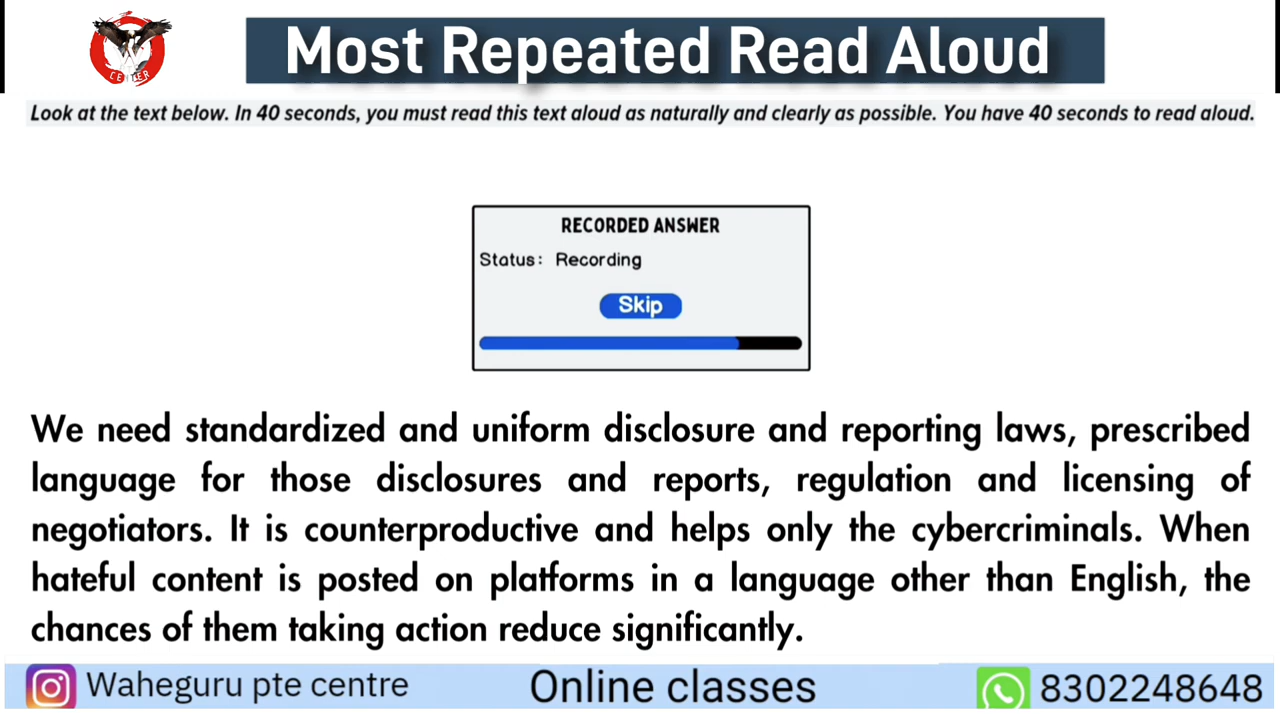 CENTER
Most Repeated Read Aloud
Look at the text below. In 40 seconds, you must read this text aloud as naturally and clearly as possible. You have 40 seconds to read aloud.
RECORDED ANSWER
Status: Recording
Skip
We need standardized and uniform disclosure and reporting laws, prescribed
language for those disclosures and reports, regulation and licensing of
negotiators. It is counterproductive and helps only the cybercriminals. When
hateful content is posted on platforms in a language other than English, the
chances of them taking action reduce significantly.
Waheguru pte centre
Online classes
8302248648